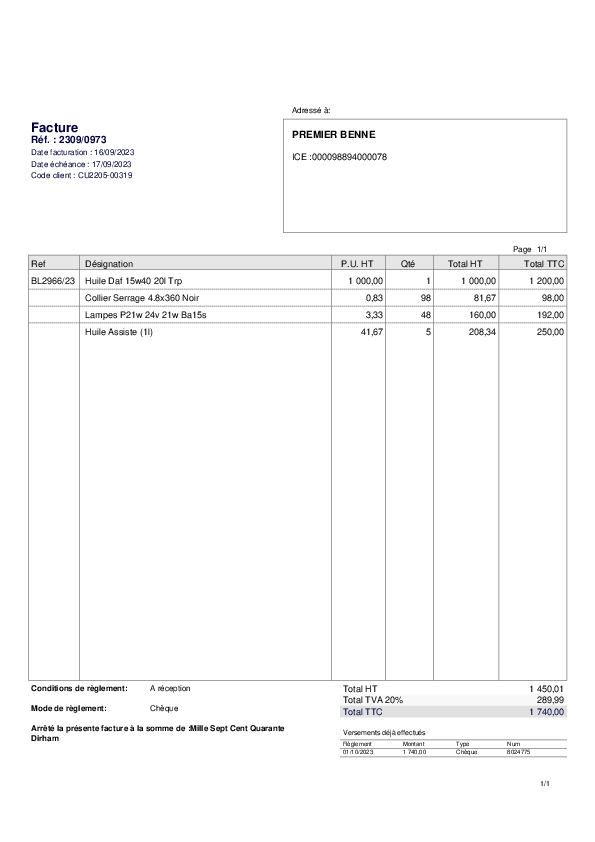 Adressé à:
Facture
Réf. : 2309/0973
Date facturation : 16/09/2023
Date échéance : 17/09/2023
Code client : CU2205-00319
PREMIER BENNE
ICE :000098894000078
Page 1/1
Ref Désignation P.U. HT Qté Total HT Total TTC
BL2966/23 Huile Daf 15w40 20l Trp 1 000,00 1 1 000,00 1 200,00
Collier Serrage 4.8x360 Noir 0,83 98 81,67 98,00
Lampes P21w 24v 21w Ba15s 3,33 48 160,00 192,00
Huile Assiste (1l) 41,67 5 208,34 250,00
Conditions de règlement: A réception
Mode de règlement: Chèque
Arrêté la présente facture à la somme de :Mille Sept Cent Quarante
Dirham
Total HT 1 450,01
Total TVA 20% 289,99
Total TTC 1 740,00
Versements déjà effectués
Règlement Montant Type Num
01/10/2023 1 740,00 Chèque 8024775
1/1